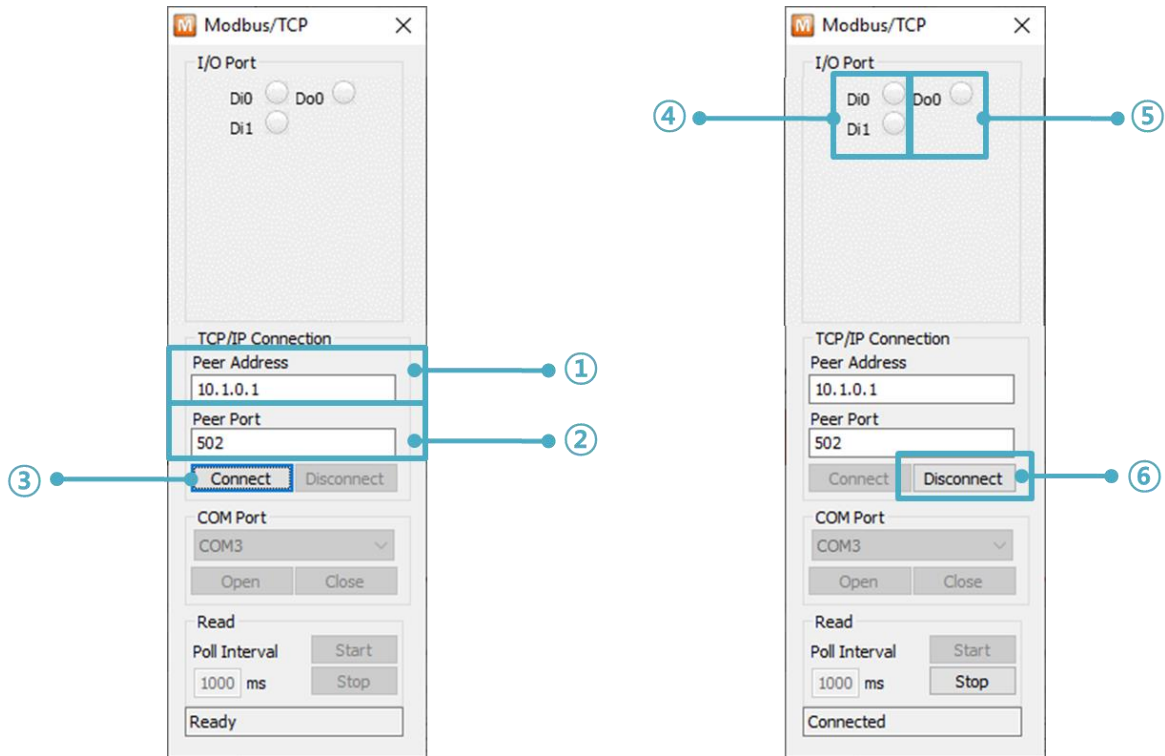 Modbus/TCP
I/O Port
Di0 Do0
Di1
TCP/IP Connection
Peer Address
10.1.0.1
①
Peer Port
502
②
③
Connect Disconnect
COM Port
COM3
Open Close
Read
Poll Interval Start
1000 ms Stop
Ready
Modbus/TCP
I/O Port
④
Di0 Do0
⑤
Di1
TCP/IP Connection
Peer Address
10.1.0.1
Peer Port
502
Connect Disconnect
⑥
COM Port
COM3
Open Close
Read
Poll Interval Start
1000 ms Stop
Connected